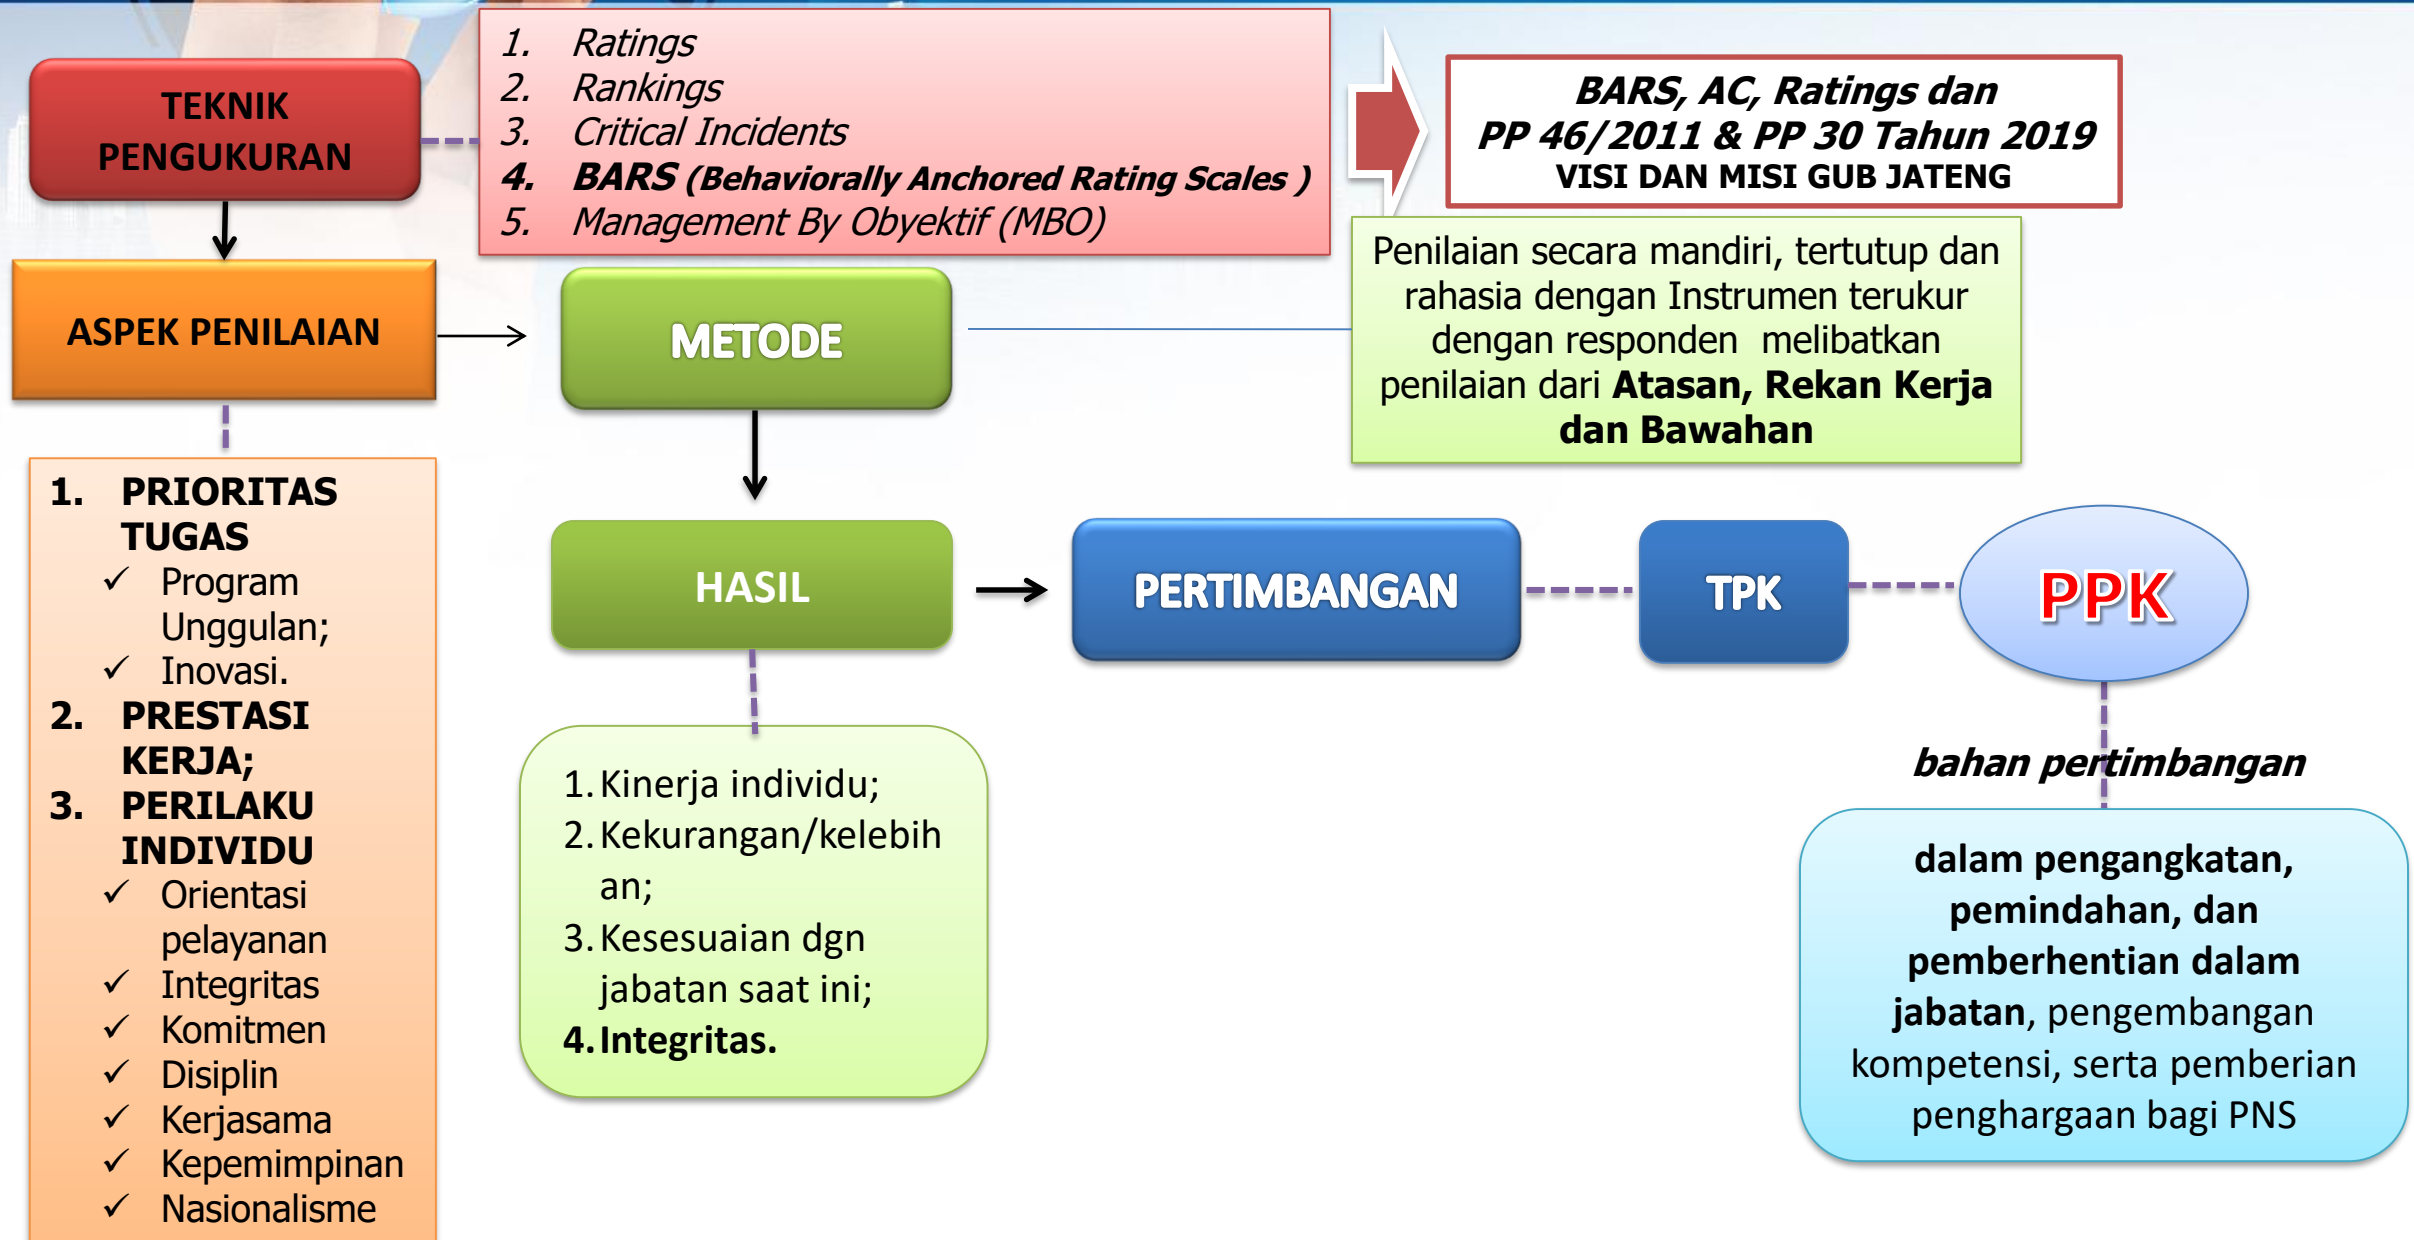 TEKNIK
PENGUKURAN
1. Ratings
2. Rankings
3. Critical Incidents
4. BARS (Behaviorally Anchored Rating Scales )
5. Management By Obyektif (MBO)
BARS, AC, Ratings dan
PP 46/2011 & PP 30 Tahun 2019
VISI DAN MISI GUB JATENG
ASPEK PENILAIAN
METODE
Penilaian secara mandiri, tertutup dan
rahasia dengan Instrumen terukur
dengan responden melibatkan
penilaian dari Atasan, Rekan Kerja
dan Bawahan
1. PRIORITAS
TUGAS
✓ Program
Unggulan;
✓ Inovasi.
2. PRESTASI
KERJA;
3. PERILAKU
INDIVIDU
✓ Orientasi
pelayanan
✓ Integritas
✓ Komitmen
✓ Disiplin
✓ Kerjasama
✓ Kepemimpinan
✓ Nasionalisme
HASIL
PERTIMBANGAN
TPK
PPK
1. Kinerja individu;
2. Kekurangan/kelebih
an;
3. Kesesuaian dgn
jabatan saat ini;
4. Integritas.
bahan pertimbangan
dalam pengangkatan,
pemindahan, dan
pemberhentian dalam
jabatan, pengembangan
kompetensi, serta pemberian
penghargaan bagi PNS